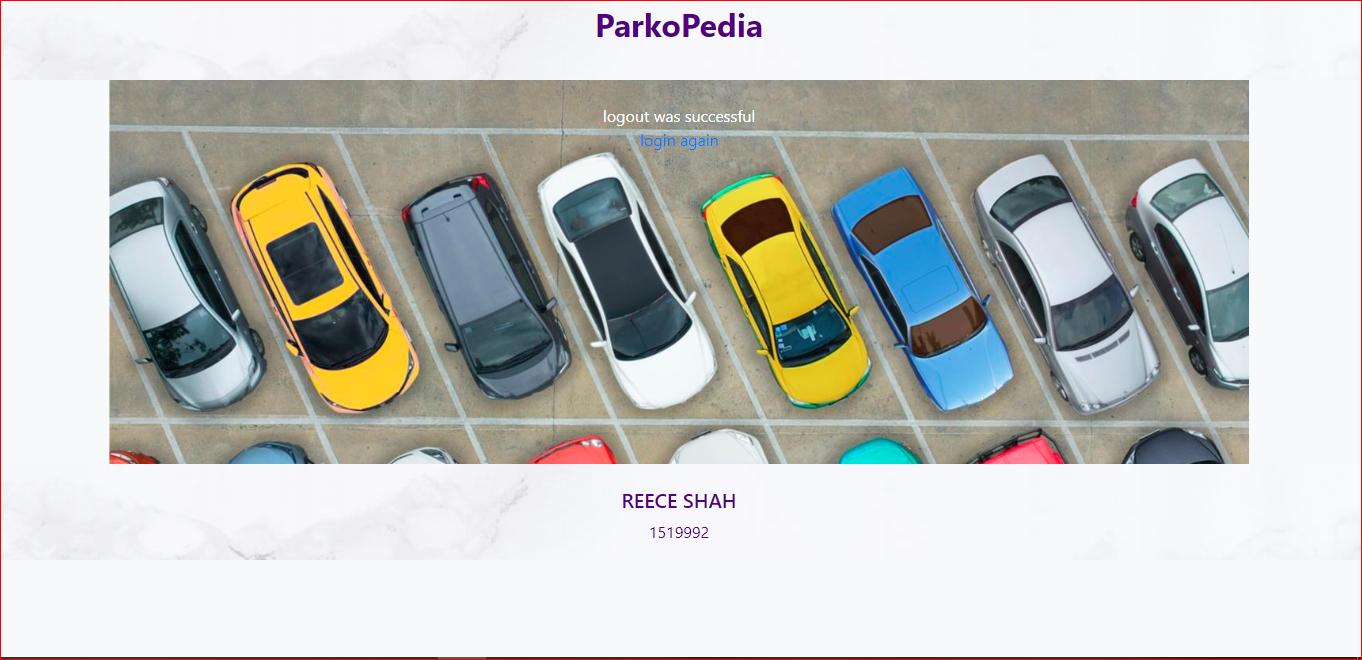 ParkoPedia
logout was successful
login again
REECE SHAH
1519992